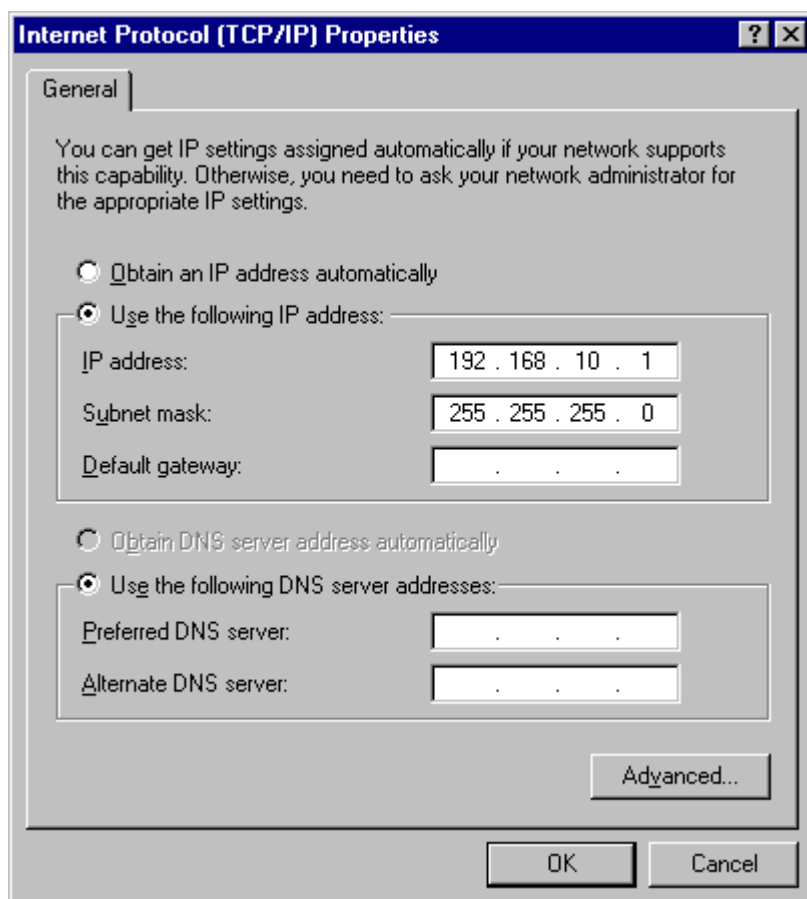 Internet Protocol (TCP/IP) Properties
General
You can get IP settings assigned automatically if your network supports
this capability. Otherwise, you need to ask your network administrator for
the appropriate IP settings.
Obtain an IP address automatically
Use the following IP address:
IP address: 192 . 168 . 10 . 1
Subnet mask: 255 . 255 . 255 . 0
Default gateway: . . .
Obtain DNS server address automatically
Use the following DNS server addresses:
Preferred DNS server: . . .
Alternate DNS server: . . .
Advanced...
OK Cancel